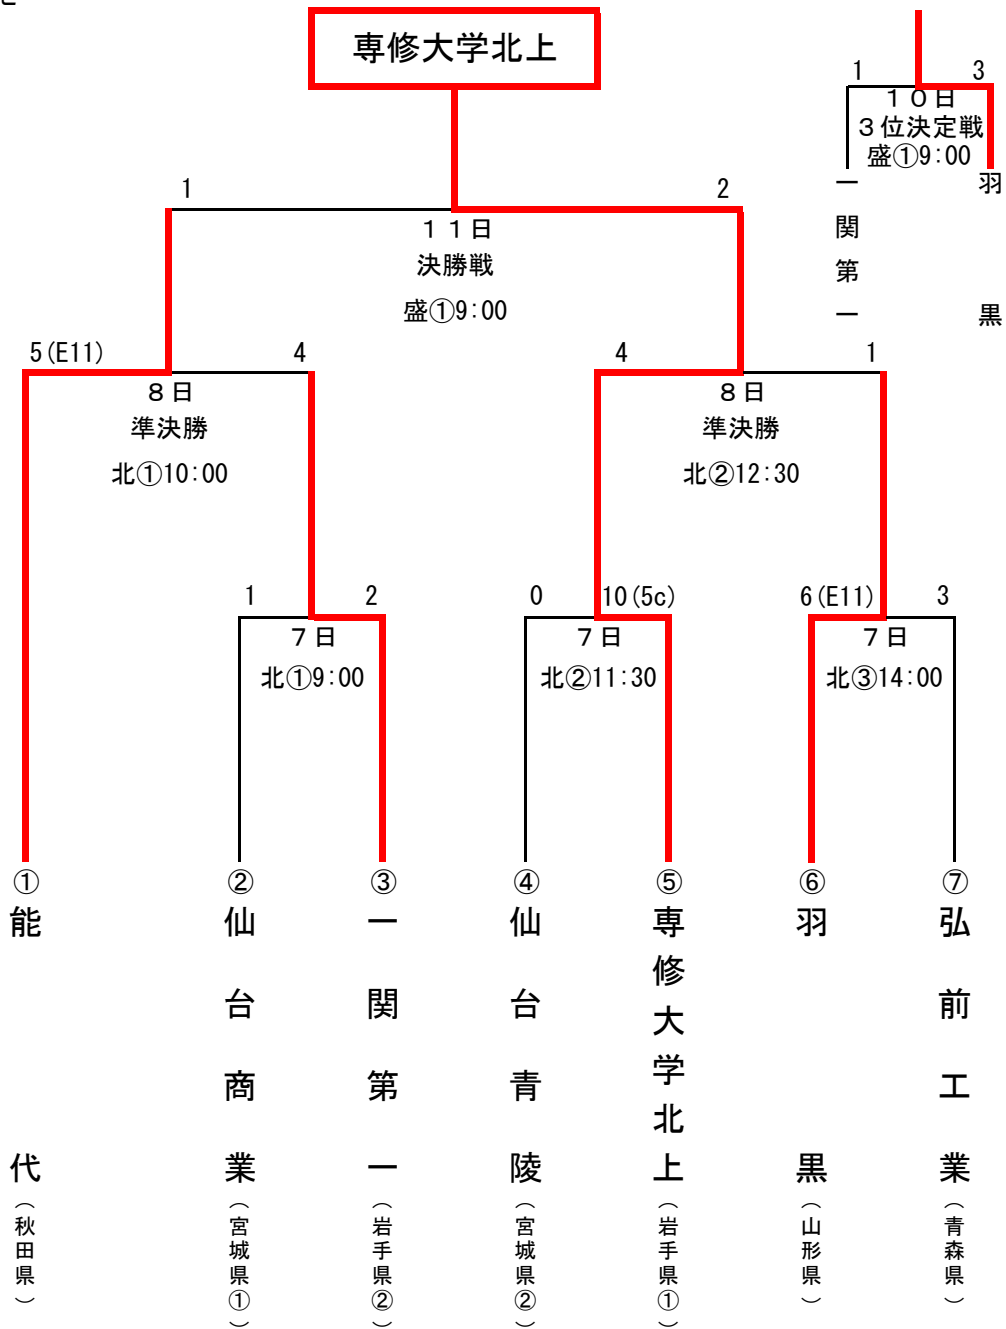 専修大学北上
1 3
１０日
３位決定戦
盛①9:00
一関第一
羽黒
1 2
１１日
決勝戦
盛①9:00
5(E11) 4
８日
準決勝
北①10:00
4 1
８日
準決勝
北②12:30
1 2
７日
北①9:00
0 10(5c)
７日
北②11:30
6(E11) 3
７日
北③14:00
①
能代
（秋田県）
②
仙台商業
（宮城県①）
③
一関第一
（岩手県②）
④
仙台青陵
（宮城県②）
⑤
専修大学北上
（岩手県①）
⑥
羽黒
（山形県）
⑦
弘前工業
（青森県）